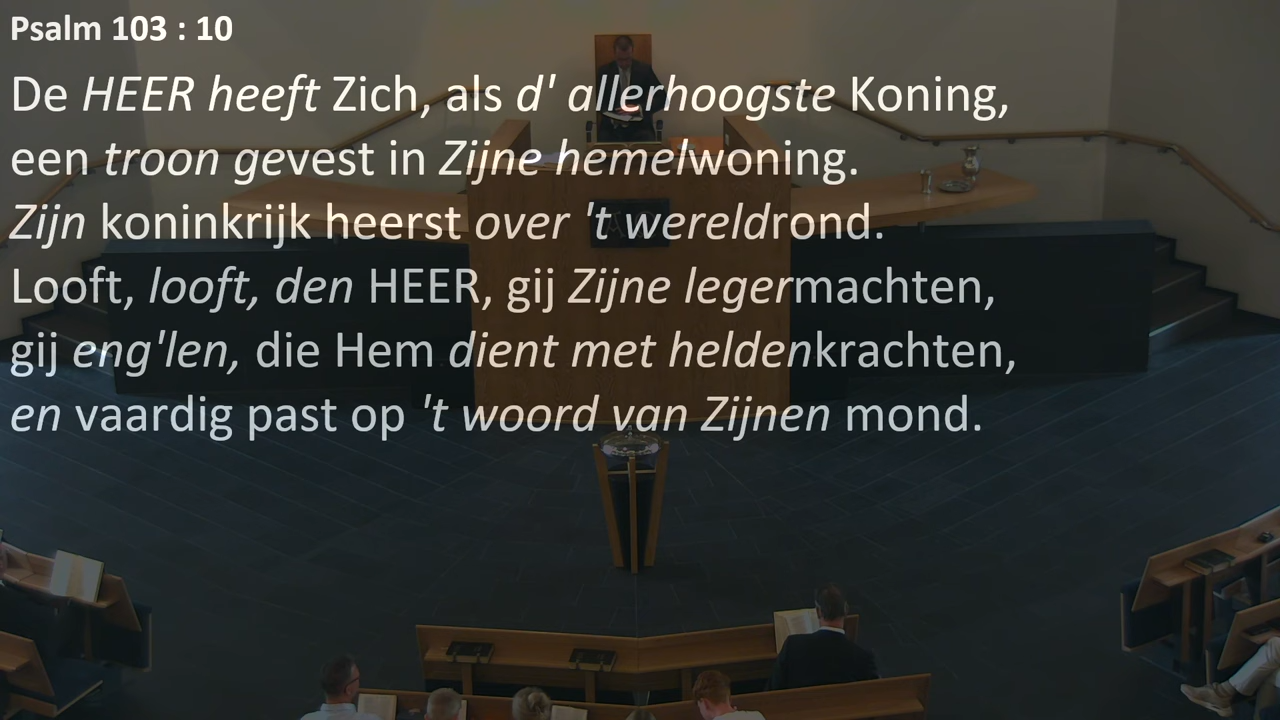 Psalm 103 : 10
De HEER heeft Zich, als d' allerhoogste Koning,
een troon gevest in Zijne hemelwoning.
Zijn koninkrijk heerst over 't wereldrond.
Looft, looft, den HEER, gij Zijne legermachten,
gij eng'len, die Hem dient met heldenkrachten,
en vaardig past op 't woord van Zijnen mond.